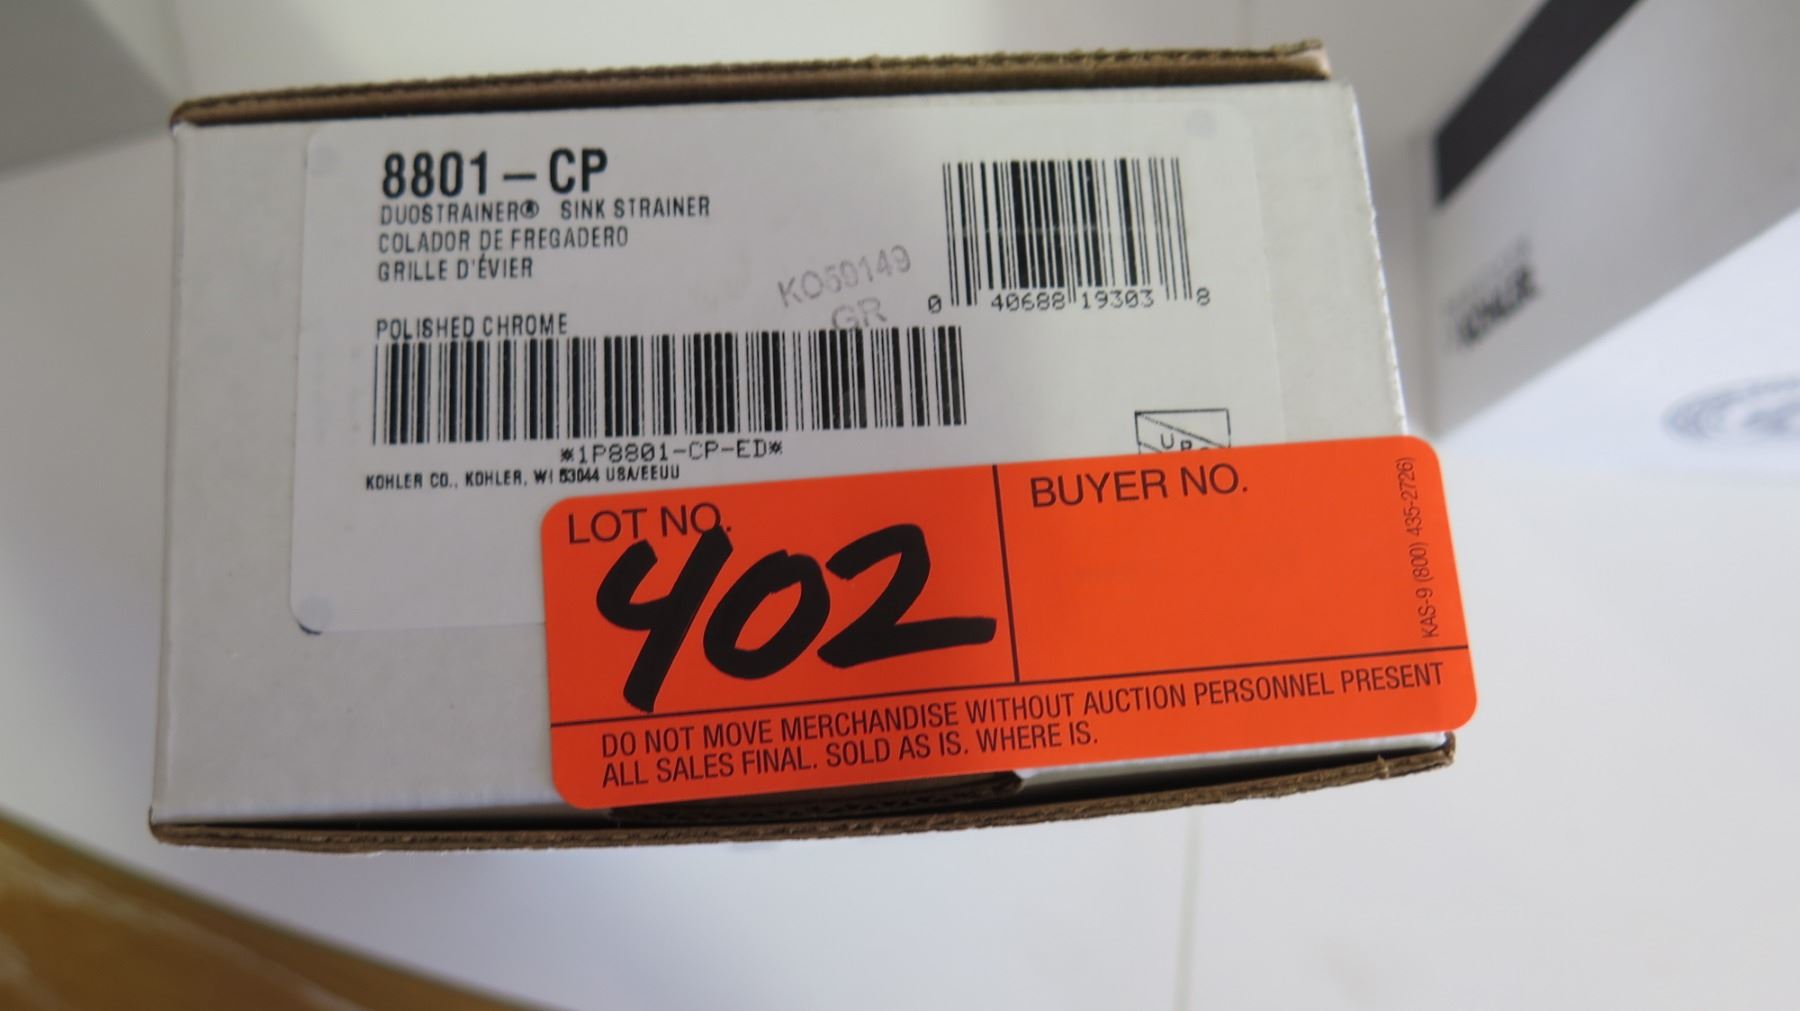 8801-CP
DUOSTRAINER® SINK STRAINER
COLADOR DE FREGADERO
GRILLE D'ÉVIER
KO59149
GR
0 40688 19303 8
POLISHED CHROME
*1P8801-CP-ED*
KOHLER CO., KOHLER, WI 53044 USA/EEUU
LOT NO.
402
BUYER NO.
KAS-9 (800) 435-2726)
DO NOT MOVE MERCHANDISE WITHOUT AUCTION PERSONNEL PRESENT
ALL SALES FINAL. SOLD AS IS. WHERE IS.
KOHLER